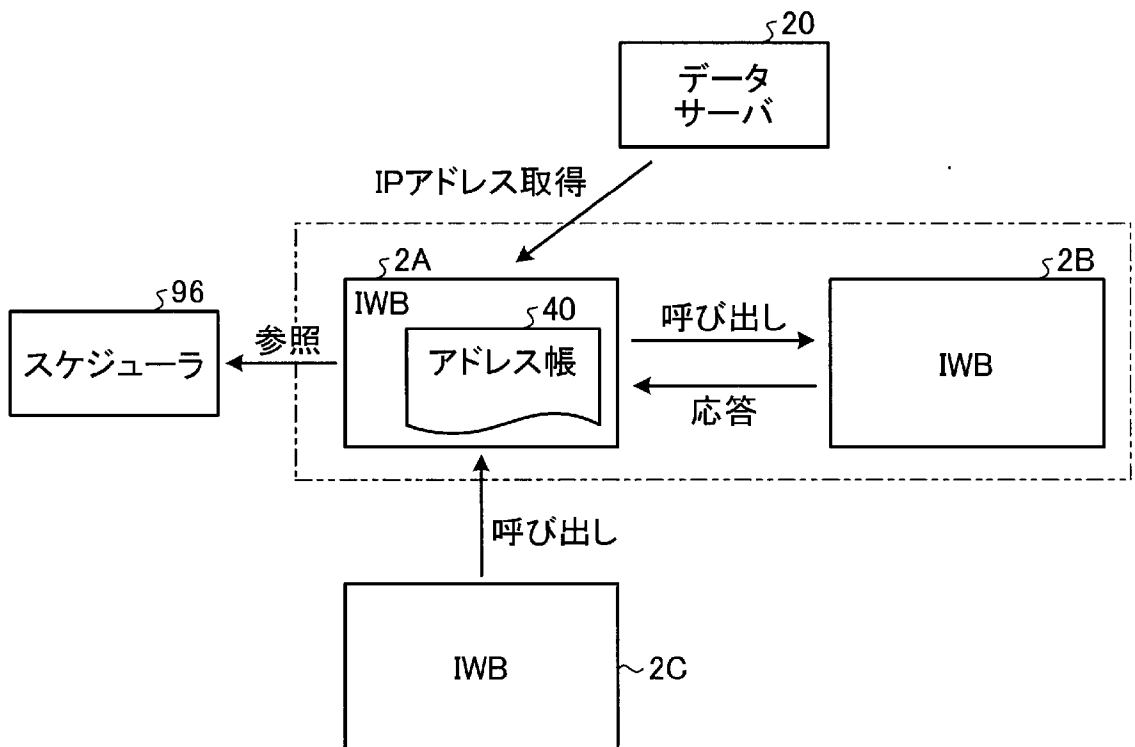 20
データ
サーバ
IPアドレス取得
2A
IWB
40
アドレス帳
呼び出し
応答
2B
IWB
96
スケジューラ
参照
呼び出し
IWB
2C